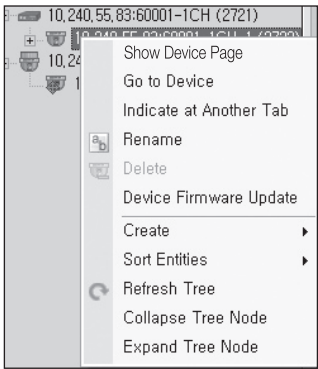 10,240,55,83:60001-1CH (2721)
10,24
1
Show Device Page
Go to Device
Indicate at Another Tab
Rename
Delete
Device Firmware Update
Create
Sort Entities
Refresh Tree
Collapse Tree Node
Expand Tree Node